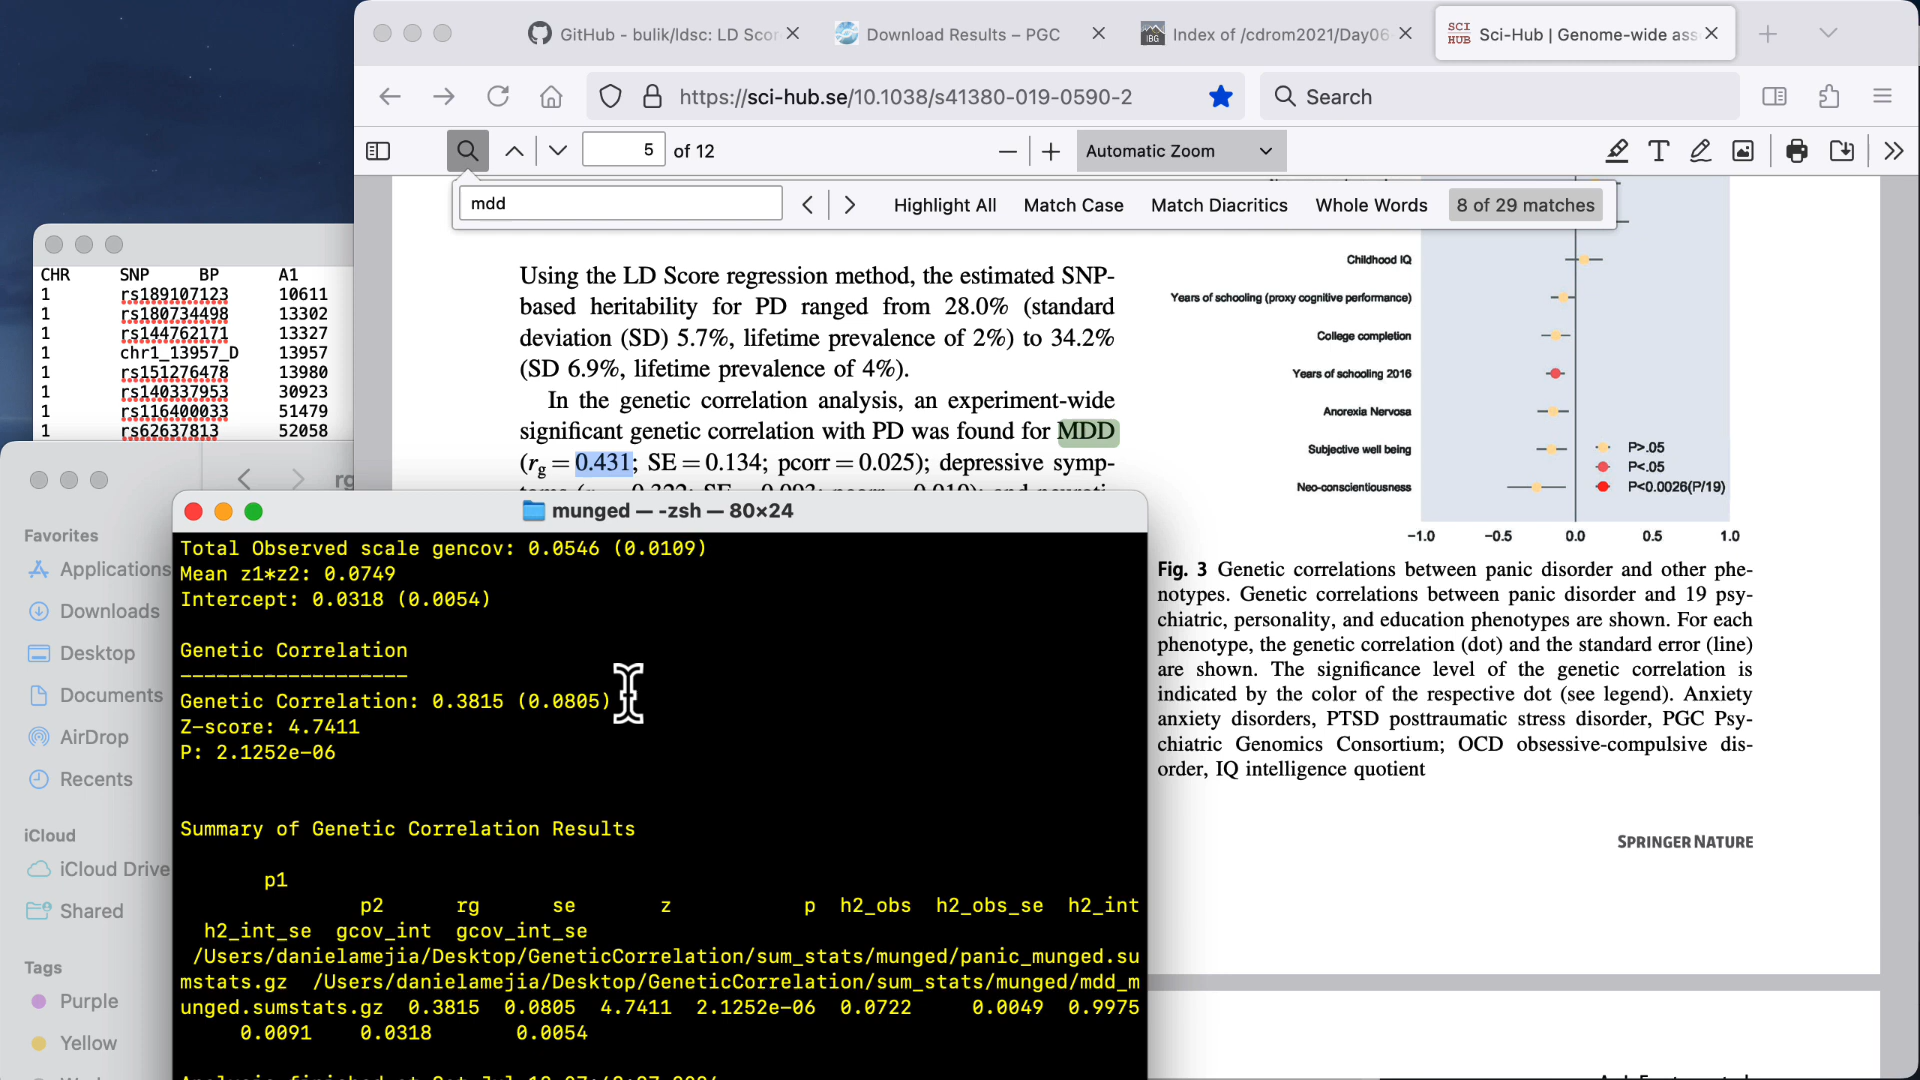 GitHub - bulik/ldsc: LD Scor
Download Results – PGC
Index of /cdrom2021/Day06-
SCI HUB
Sci-Hub | Genome-wide ass
https://sci-hub.se/10.1038/s41380-019-0590-2
Search
5 of 12
Automatic Zoom
mdd
Highlight All
Match Case
Match Diacritics
Whole Words
8 of 29 matches
CHR SNP BP A1
1 rs189107123 10611
1 rs180734498 13302
1 rs144762171 13327
1 chr1_13957_D 13957
1 rs151276478 13980
1 rs140337953 30923
1 rs116400033 51479
1 rs62637813 52058
Using the LD Score regression method, the estimated SNP-
based heritability for PD ranged from 28.0% (standard
deviation (SD) 5.7%, lifetime prevalence of 2%) to 34.2%
(SD 6.9%, lifetime prevalence of 4%).
In the genetic correlation analysis, an experiment-wide
significant genetic correlation with PD was found for MDD
(rg = 0.431; SE = 0.134; pcorr = 0.025); depressive symp-
Childhood IQ
Years of schooling (proxy cognitive performance)
College completion
Years of schooling 2016
Anorexia Nervosa
Subjective well being
Neo-conscientiousness
P>.05
P<.05
P<0.0026(P/19)
-1.0 -0.5 0.0 0.5 1.0
Fig. 3 Genetic correlations between panic disorder and other phe-
notypes. Genetic correlations between panic disorder and 19 psy-
chiatric, personality, and education phenotypes are shown. For each
phenotype, the genetic correlation (dot) and the standard error (line)
are shown. The significance level of the genetic correlation is
indicated by the color of the respective dot (see legend). Anxiety
anxiety disorders, PTSD posttraumatic stress disorder, PGC Psy-
chiatric Genomics Consortium; OCD obsessive-compulsive dis-
order, IQ intelligence quotient
SPRINGER NATURE
rg
Favorites
Applications
Downloads
Desktop
Documents
AirDrop
Recents
iCloud
iCloud Drive
Shared
Tags
Purple
Yellow
munged — -zsh — 80×24
Total Observed scale gencov: 0.0546 (0.0109)
Mean z1*z2: 0.0749
Intercept: 0.0318 (0.0054)
Genetic Correlation
-------------------
Genetic Correlation: 0.3815 (0.0805)
Z-score: 4.7411
P: 2.1252e-06
Summary of Genetic Correlation Results
p1
p2 rg se z p h2_obs h2_obs_se h2_int
h2_int_se gcov_int gcov_int_se
/Users/danielamejia/Desktop/GeneticCorrelation/sum_stats/munged/panic_munged.su
mstats.gz /Users/danielamejia/Desktop/GeneticCorrelation/sum_stats/munged/mdd_m
unged.sumstats.gz 0.3815 0.0805 4.7411 2.1252e-06 0.0722 0.0049 0.9975
0.0091 0.0318 0.0054